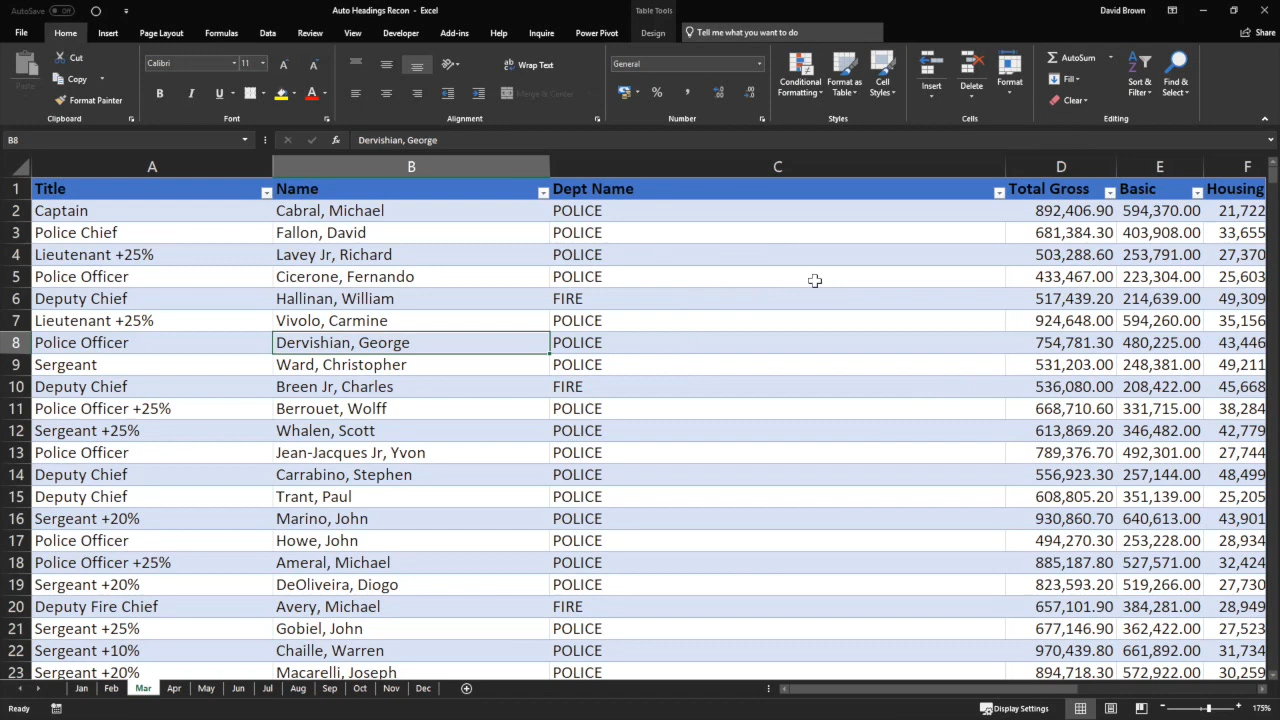 AutoSave Off Auto Headings Recon - Excel Table Tools David Brown
File Home Insert Page Layout Formulas Data Review View Developer Add-ins Help Inquire Power Pivot Design Tell me what you want to do Share
Paste Cut Copy Format Painter Clipboard
Calibri 11 B I U A Font
Wrap Text Merge & Center Alignment
General % , Number
Conditional Formatting Format as Table Cell Styles Styles
Insert Delete Format Cells
AutoSum Fill Clear Sort & Filter Find & Select Editing
B8 fx Dervishian, George
A B C D E F
1 Title Name Dept Name Total Gross Basic Housing
2 Captain Cabral, Michael POLICE 892,406.90 594,370.00 21,722
3 Police Chief Fallon, David POLICE 681,384.30 403,908.00 33,655
4 Lieutenant +25% Lavey Jr, Richard POLICE 503,288.60 253,791.00 27,370
5 Police Officer Cicerone, Fernando POLICE 433,467.00 223,304.00 25,603
6 Deputy Chief Hallinan, William FIRE 517,439.20 214,639.00 49,309
7 Lieutenant +25% Vivolo, Carmine POLICE 924,648.00 594,260.00 35,156
8 Police Officer Dervishian, George POLICE 754,781.30 480,225.00 43,446
9 Sergeant Ward, Christopher POLICE 531,203.00 248,381.00 49,211
10 Deputy Chief Breen Jr, Charles FIRE 536,080.00 208,422.00 45,668
11 Police Officer +25% Berrouet, Wolff POLICE 668,710.60 331,715.00 38,284
12 Sergeant +25% Whalen, Scott POLICE 613,869.20 346,482.00 42,779
13 Police Officer Jean-Jacques Jr, Yvon POLICE 789,376.70 492,301.00 27,744
14 Deputy Chief Carrabino, Stephen POLICE 556,923.30 257,144.00 48,499
15 Deputy Chief Trant, Paul POLICE 608,805.20 351,139.00 25,205
16 Sergeant +20% Marino, John POLICE 930,860.70 640,613.00 43,901
17 Police Officer Howe, John POLICE 494,270.30 253,228.00 28,934
18 Police Officer +25% Ameral, Michael POLICE 885,187.80 527,571.00 32,424
19 Sergeant +20% DeOliveira, Diogo POLICE 823,593.20 519,266.00 27,730
20 Deputy Fire Chief Avery, Michael FIRE 657,101.90 384,281.00 28,949
21 Sergeant +25% Gobiel, John POLICE 677,146.90 362,422.00 27,523
22 Sergeant +10% Chaille, Warren POLICE 970,439.80 661,892.00 31,734
23 Sergeant +20% Macarelli, Joseph POLICE 894,718.30 572,922.00 30,259
Jan Feb Mar Apr May Jun Jul Aug Sep Oct Nov Dec
Ready Display Settings 175%